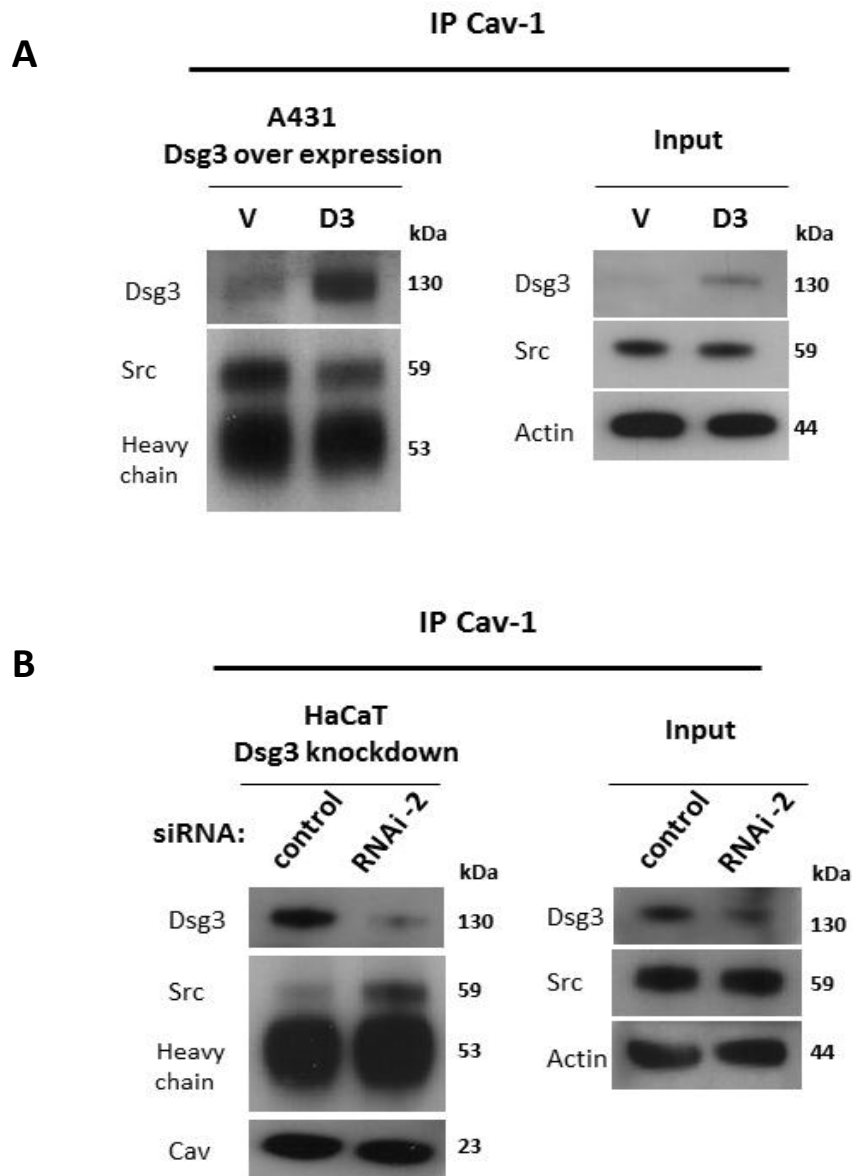 A
IP Cav-1
A431
Dsg3 over expression
V D3
kDa
Dsg3
130
Src
59
Heavy
chain
53
Input
V D3
kDa
Dsg3
130
Src
59
Actin
44
B
IP Cav-1
HaCaT
Dsg3 knockdown
siRNA:
control
RNAi-2
kDa
Dsg3
130
Src
59
Heavy
chain
53
Cav
23
Input
control
RNAi-2
kDa
Dsg3
130
Src
59
Actin
44